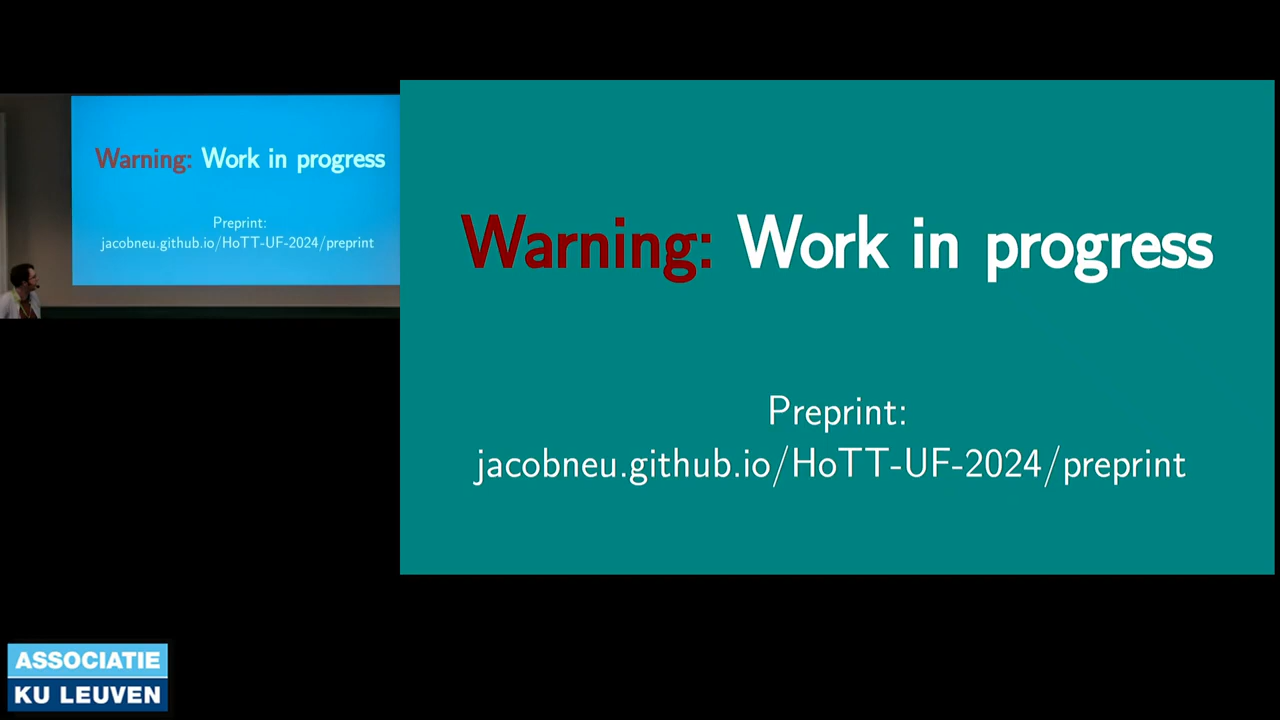 Warning: Work in progress
Preprint:
jacobneu.github.io/HoTT-UF-2024/preprint
Warning: Work in progress
Preprint:
jacobneu.github.io/HoTT-UF-2024/preprint
ASSOCIATIE
KU LEUVEN